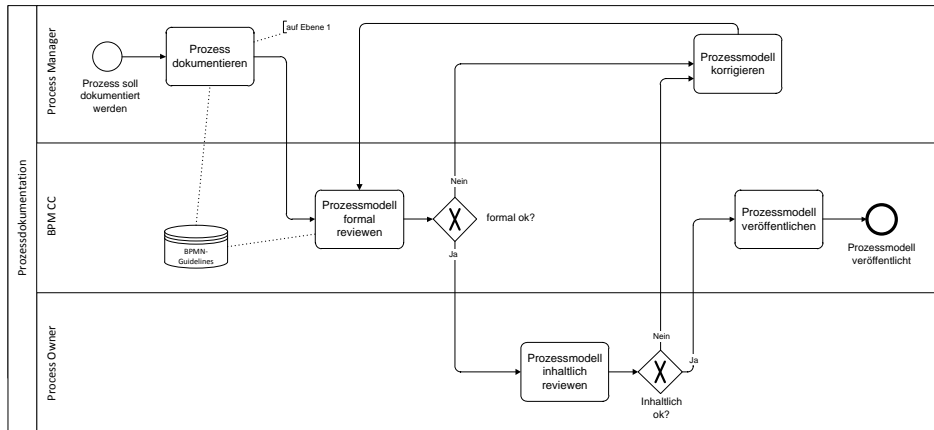 Prozessdokumentation
Process Manager
Prozess soll
dokumentiert
werden
Prozess
dokumentieren
auf Ebene 1
Prozessmodell
korrigieren
BPM CC
BPMN-
Guidelines
Prozessmodell
formal
reviewen
Nein
formal ok?
Ja
Prozessmodell
veröffentlichen
Prozessmodell
veröffentlicht
Process Owner
Prozessmodell
inhaltlich
reviewen
Nein
Ja
Inhaltlich
ok?